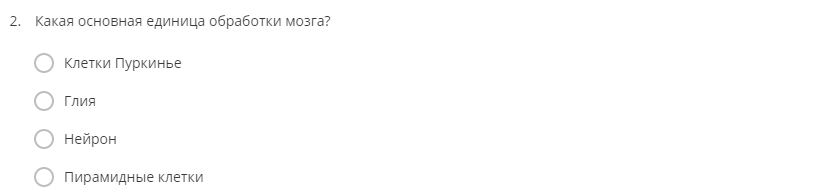 2. Какая основная единица обработки мозга?
Клетки Пуркинье
Глия
Нейрон
Пирамидные клетки